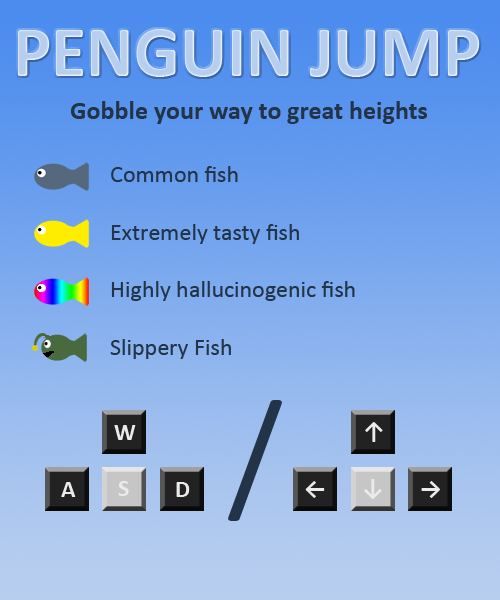 PENGUIN JUMP
Gobble your way to great heights
Common fish
Extremely tasty fish
Highly hallucinogenic fish
Slippery Fish
W ↑
A S D ← ↓ →